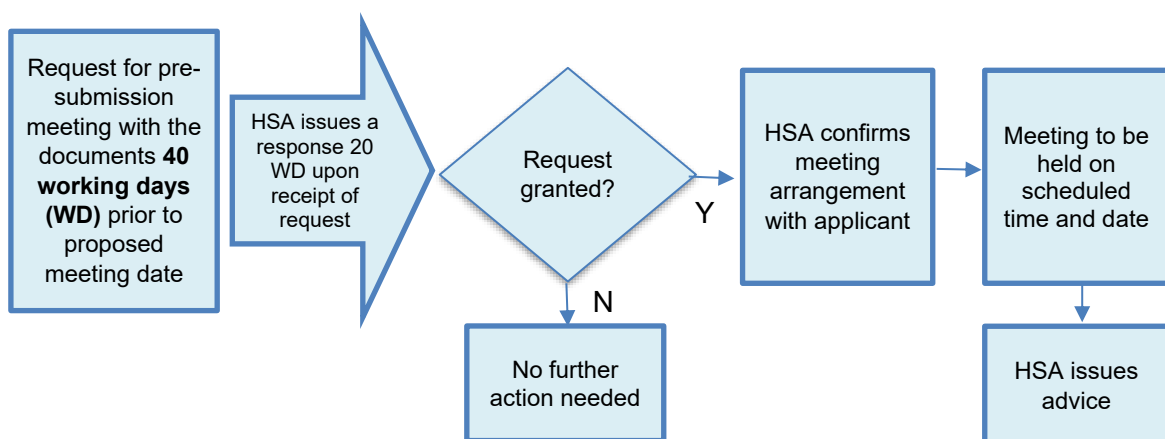 Request for pre-
submission
meeting with the
documents 40
working days
(WD) prior to
proposed
meeting date
HSA issues a
response 20
WD upon
receipt of
request
Request
granted?
Y
N
No further
action needed
HSA confirms
meeting
arrangement
with applicant
Meeting to be
held on
scheduled
time and date
HSA issues
advice